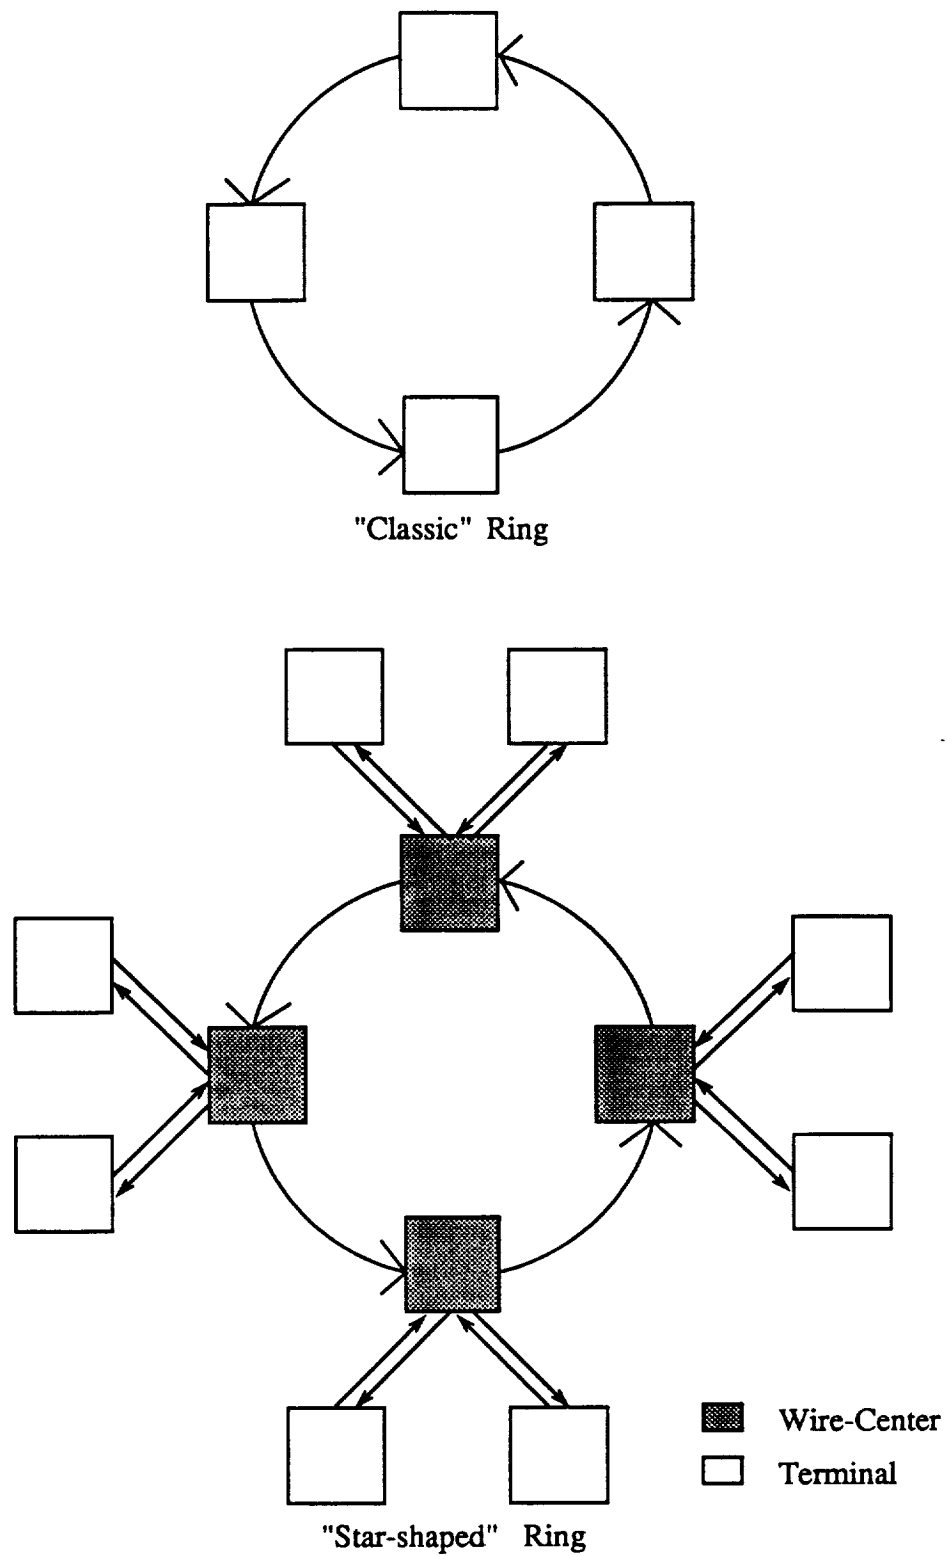 "Classic" Ring
Wire-Center
Terminal
"Star-shaped" Ring